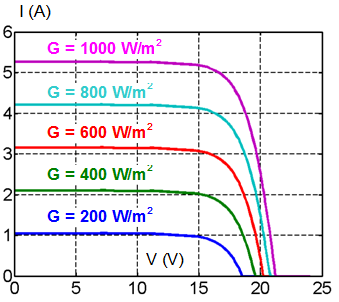 I (A)
6
G = 1000 W/m²
5
G = 800 W/m²
4
G = 600 W/m²
3
G = 400 W/m²
2
G = 200 W/m²
1
V (V)
0
0 5 10 15 20 25